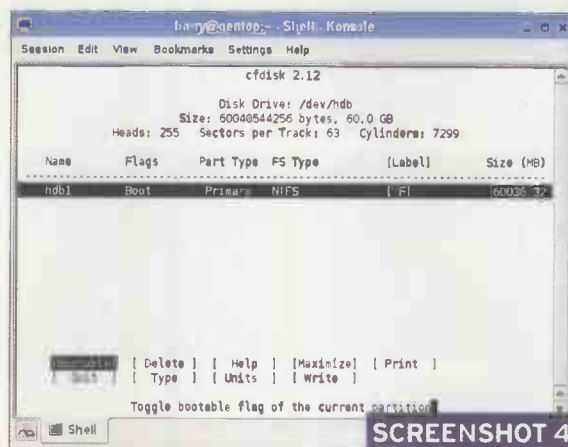 barry@gentop:~ - Shell - Konsole
Session Edit View Bookmarks Settings Help
cfdisk 2.12
Disk Drive: /dev/hdb
Size: 60040544256 bytes, 60.0 GB
Heads: 255 Sectors per Track: 63 Cylinders: 7299
Name Flags Part Type FS Type [Label] Size (MB)
hdb1 Boot Primary NTFS [ F] 60036.32
[ Delete ] [ Help ] [Maximize] [ Print ]
[ Type ] [ Units ] [ Write ]
Toggle bootable flag of the current partition
Shell
SCREENSHOT 4